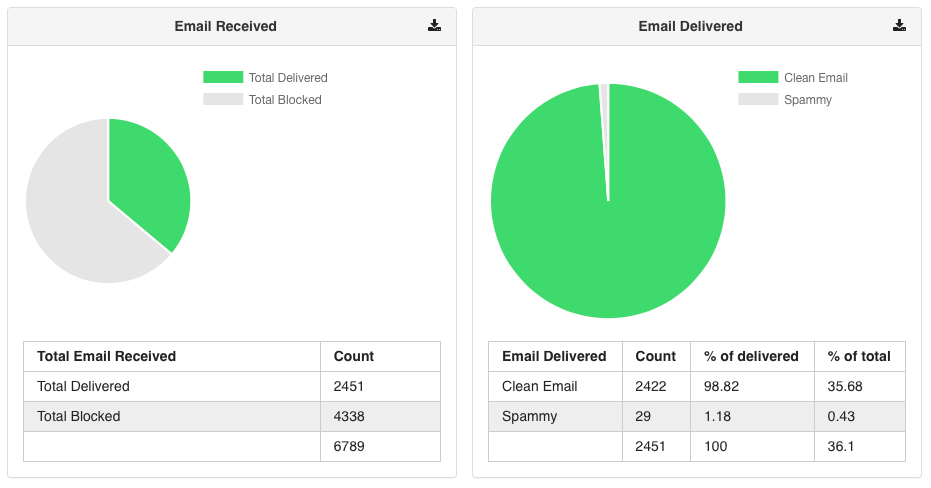 Email Received
Total Delivered
Total Blocked
Total Email Received Count
Total Delivered 2451
Total Blocked 4338
6789
Email Delivered
Clean Email
Spammy
Email Delivered Count % of delivered % of total
Clean Email 2422 98.82 35.68
Spammy 29 1.18 0.43
2451 100 36.1